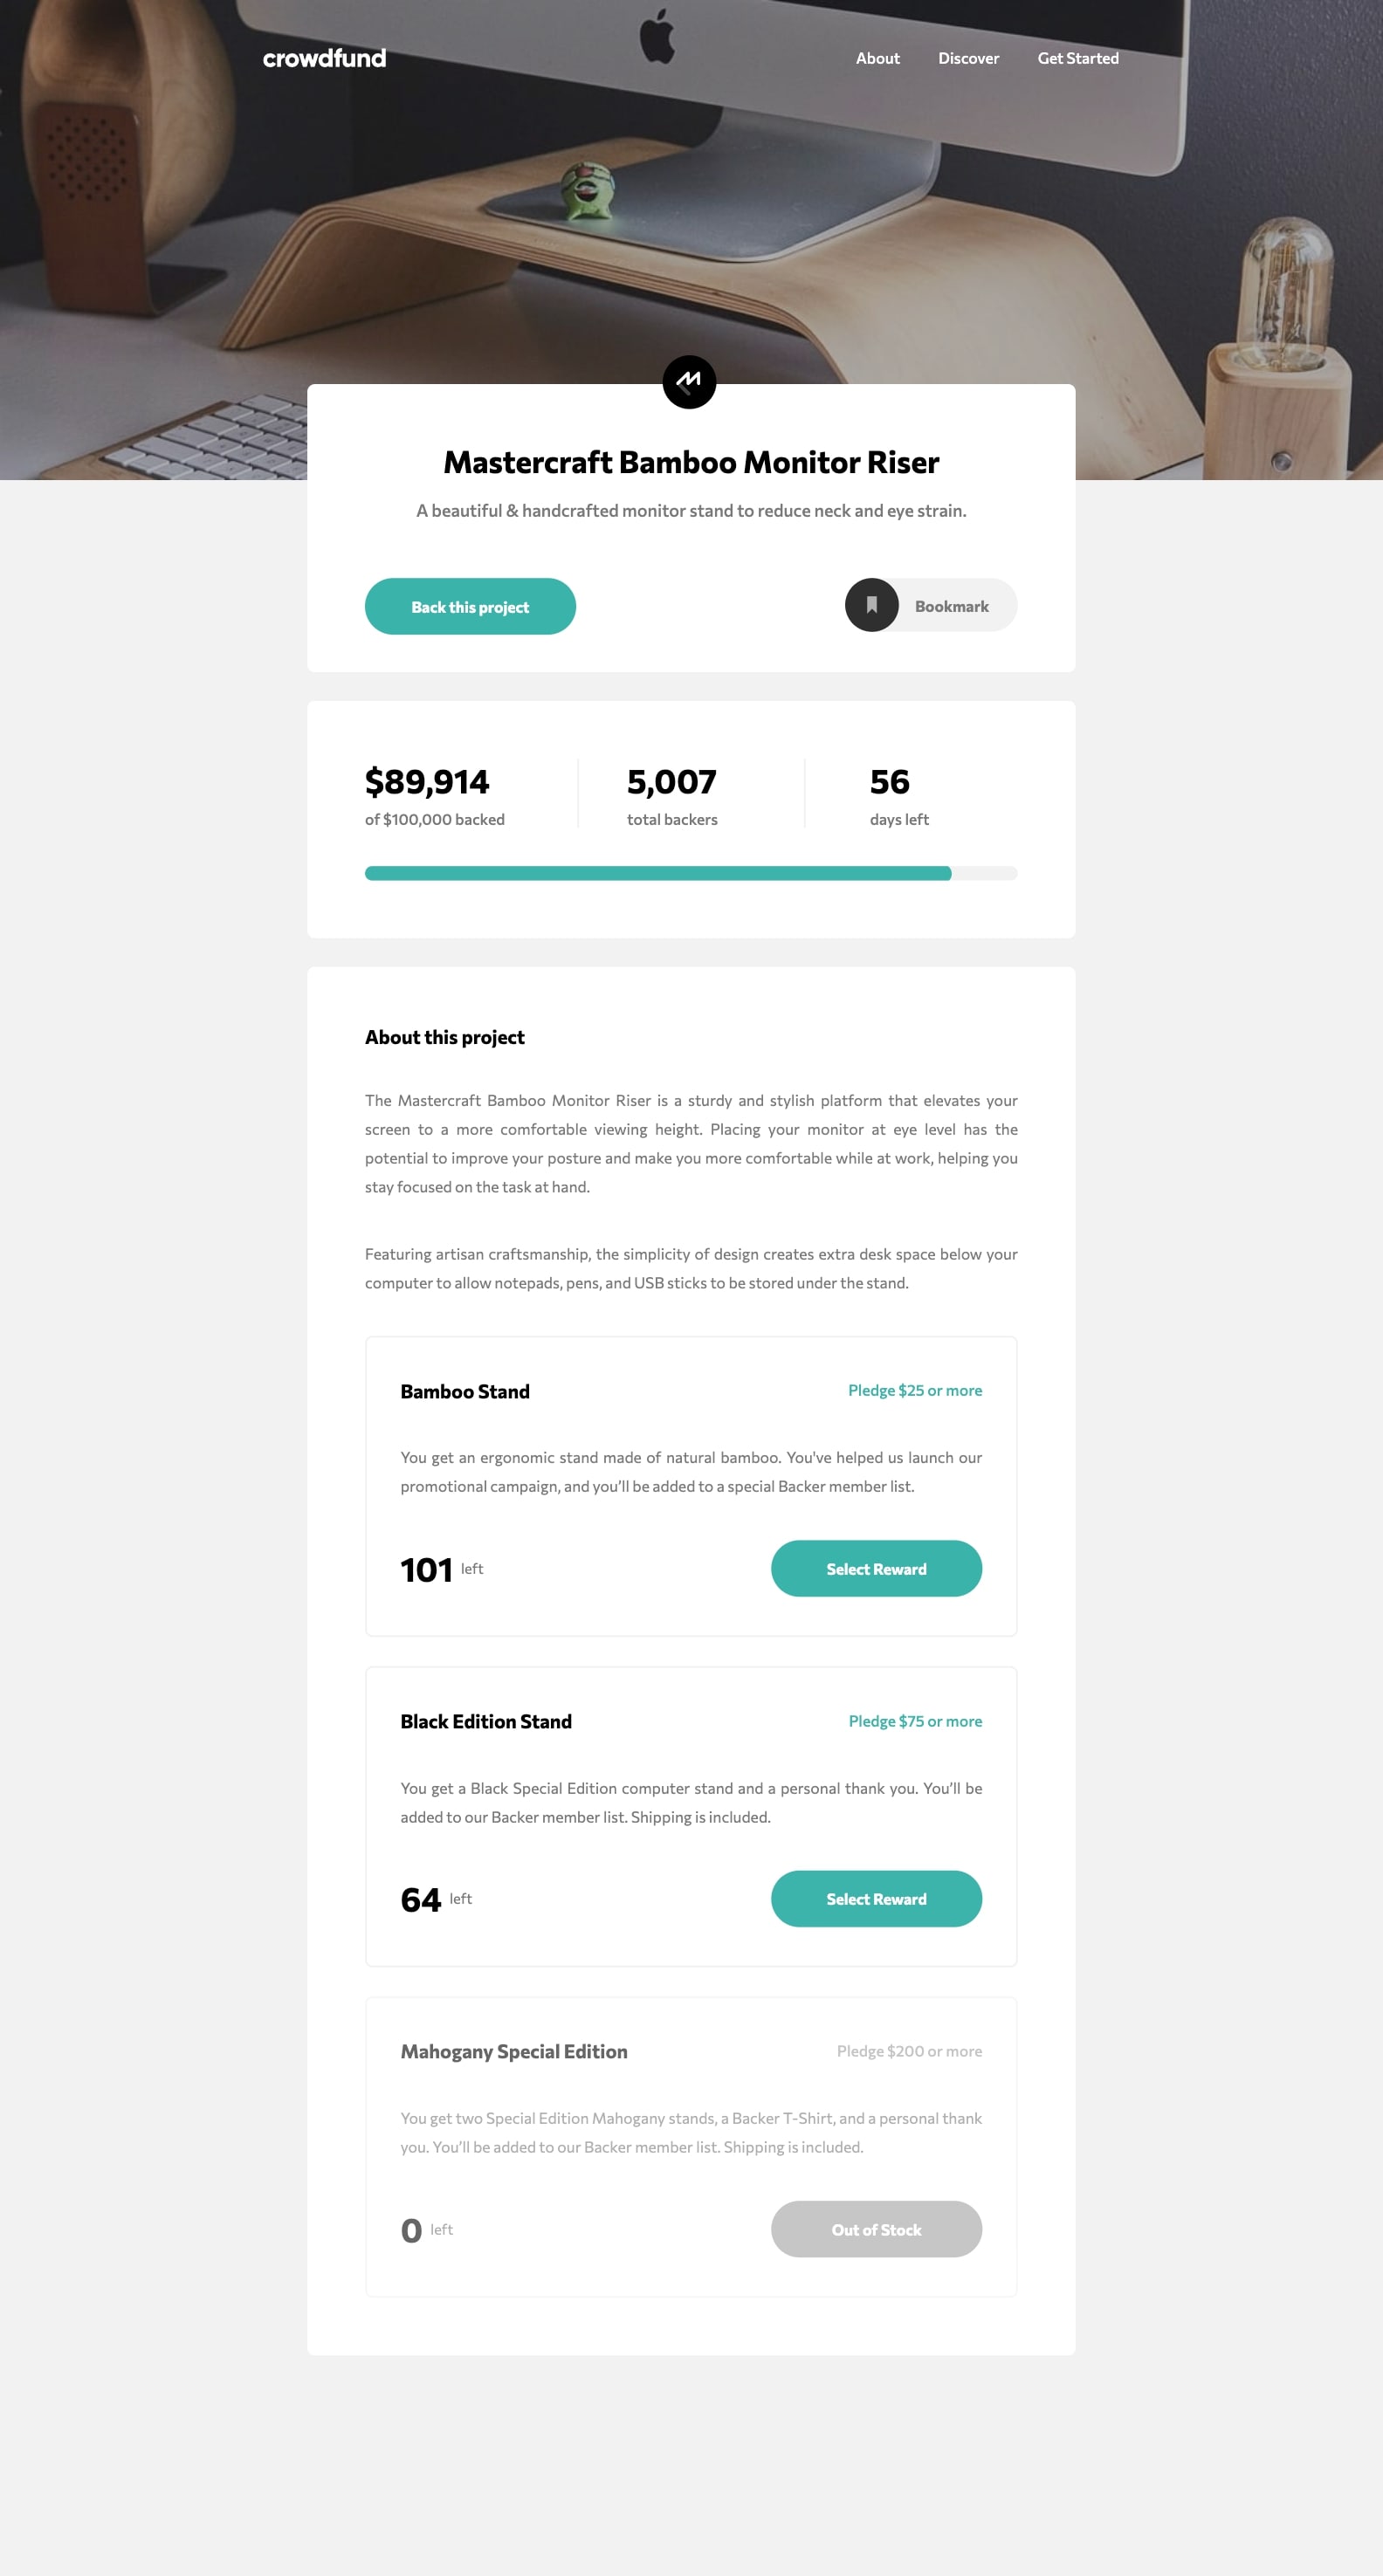 crowdfund
About Discover Get Started
Mastercraft Bamboo Monitor Riser
A beautiful & handcrafted monitor stand to reduce neck and eye strain.
Back this project
Bookmark
$89,914
of $100,000 backed
5,007
total backers
56
days left
About this project
The Mastercraft Bamboo Monitor Riser is a sturdy and stylish platform that elevates your
screen to a more comfortable viewing height. Placing your monitor at eye level has the
potential to improve your posture and make you more comfortable while at work, helping you
stay focused on the task at hand.
Featuring artisan craftsmanship, the simplicity of design creates extra desk space below your
computer to allow notepads, pens, and USB sticks to be stored under the stand.
Bamboo Stand
Pledge $25 or more
You get an ergonomic stand made of natural bamboo. You've helped us launch our
promotional campaign, and you’ll be added to a special Backer member list.
101 left
Select Reward
Black Edition Stand
Pledge $75 or more
You get a Black Special Edition computer stand and a personal thank you. You’ll be
added to our Backer member list. Shipping is included.
64 left
Select Reward
Mahogany Special Edition
Pledge $200 or more
You get two Special Edition Mahogany stands, a Backer T-Shirt, and a personal thank
you. You’ll be added to our Backer member list. Shipping is included.
0 left
Out of Stock